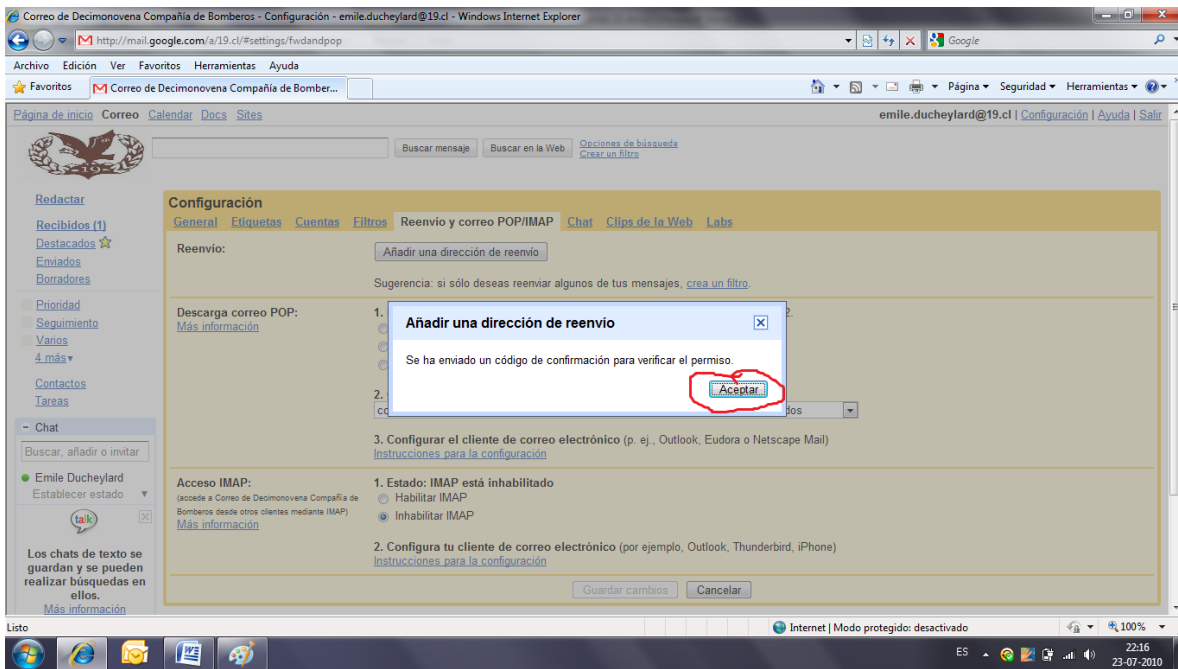 Correo de Decimonovena Compañía de Bomberos - Configuración - emile.ducheylard@19.cl - Windows Internet Explorer
http://mail.google.com/a/19.cl/#settings/fwdandpop
Google
Archivo Edición Ver Favoritos Herramientas Ayuda
Favoritos Correo de Decimonovena Compañía de Bomber... Página Seguridad Herramientas
Página de inicio Correo Calendar Docs Sites emile.ducheylard@19.cl | Configuración | Ayuda | Salir
-19-
Buscar mensaje Buscar en la Web Opciones de búsqueda
Crear un filtro
Redactar
Recibidos (1)
Destacados
Enviados
Borradores
Prioridad
Seguimiento
Varios
4 más
Contactos
Tareas
Chat
Buscar, añadir o invitar
Emile Ducheylard
Establecer estado
talk
Los chats de texto se
guardan y se pueden
realizar búsquedas en
ellos.
Más información
Configuración
General Etiquetas Cuentas Filtros Reenvío y correo POP/IMAP Chat Clips de la Web Labs
Reenvío:
Añadir una dirección de reenvío
Sugerencia: si sólo deseas reenviar algunos de tus mensajes, crea un filtro.
Descarga correo POP:
Más información
1.
2.
Añadir una dirección de reenvío
Se ha enviado un código de confirmación para verificar el permiso.
Aceptar
3. Configurar el cliente de correo electrónico (p. ej., Outlook, Eudora o Netscape Mail)
Instrucciones para la configuración
Acceso IMAP:
(accede a Correo de Decimonovena Compañía de
Bomberos desde otros clientes mediante IMAP)
Más información
1. Estado: IMAP está inhabilitado
Habilitar IMAP
Inhabilitar IMAP
2. Configura tu cliente de correo electrónico (por ejemplo, Outlook, Thunderbird, iPhone)
Instrucciones para la configuración
Guardar cambios Cancelar
Listo Internet | Modo protegido: desactivado 100%
ES 22:16
23-07-2010